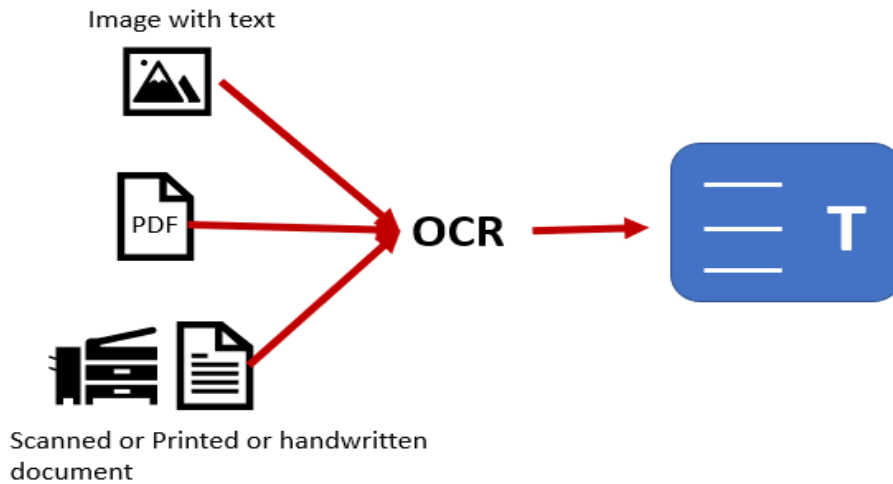 Image with text
PDF
OCR
T
Scanned or Printed or handwritten
document